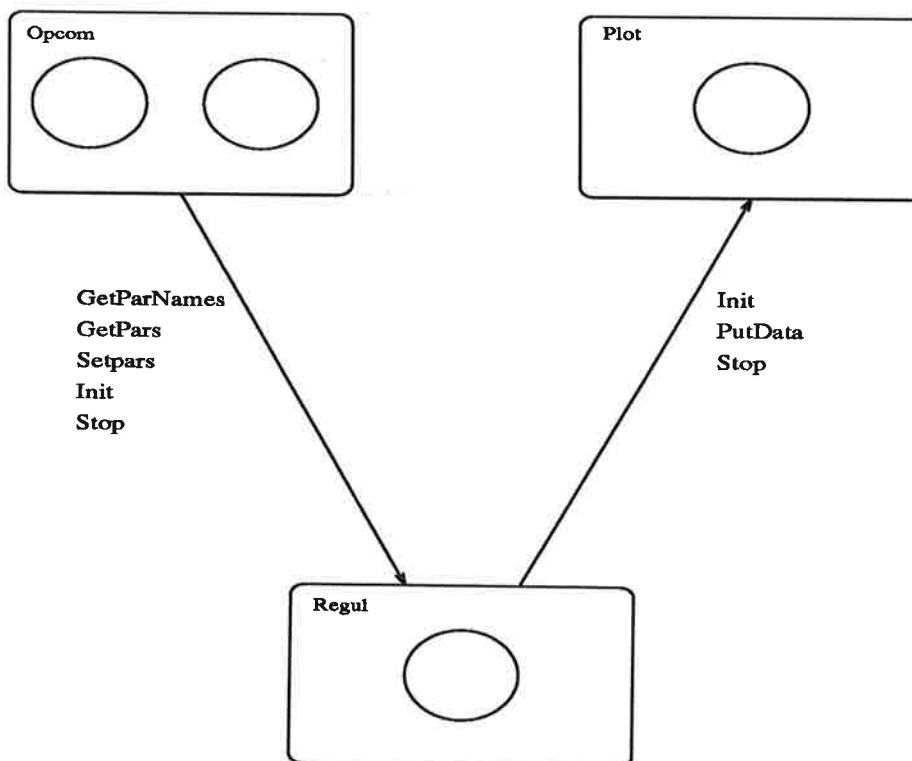 Opcom
Plot
GetParNames
GetPars
Setpars
Init
Stop
Init
PutData
Stop
Regul